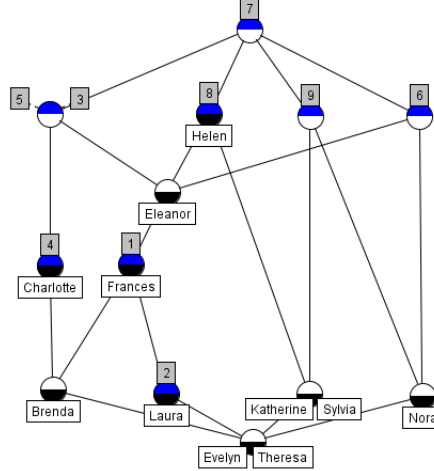 7
5
3
8
9
6
Helen
Eleanor
4
1
Charlotte
Frances
2
Brenda
Laura
Katherine
Sylvia
Nora
Evelyn
Theresa